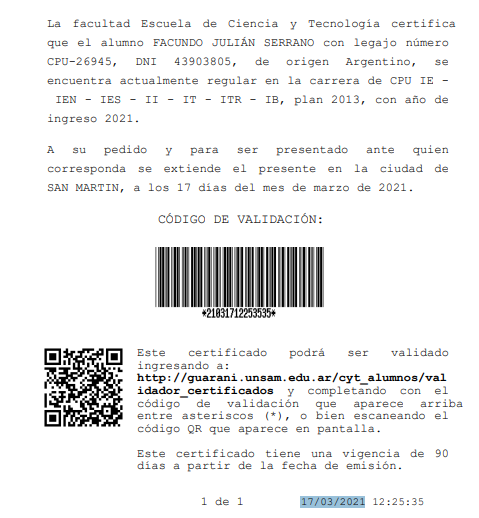 La facultad Escuela de Ciencia y Tecnología certifica
que el alumno FACUNDO JULIÁN SERRANO con legajo número
CPU-26945, DNI 43903805, de origen Argentino, se
encuentra actualmente regular en la carrera de CPU IE -
IEN - IES - II - IT - ITR - IB, plan 2013, con año de
ingreso 2021.
A su pedido y para ser presentado ante quien
corresponda se extiende el presente en la ciudad de
SAN MARTIN, a los 17 días del mes de marzo de 2021.
CÓDIGO DE VALIDACIÓN:
*21031712253535*
Este certificado podrá ser validado
ingresando a:
http://guarani.unsam.edu.ar/cyt_alumnos/val
idador_certificados y completando con el
código de validación que aparece arriba
entre asteriscos (*), o bien escaneando el
código QR que aparece en pantalla.
Este certificado tiene una vigencia de 90
días a partir de la fecha de emisión.
1 de 1 17/03/2021 12:25:35